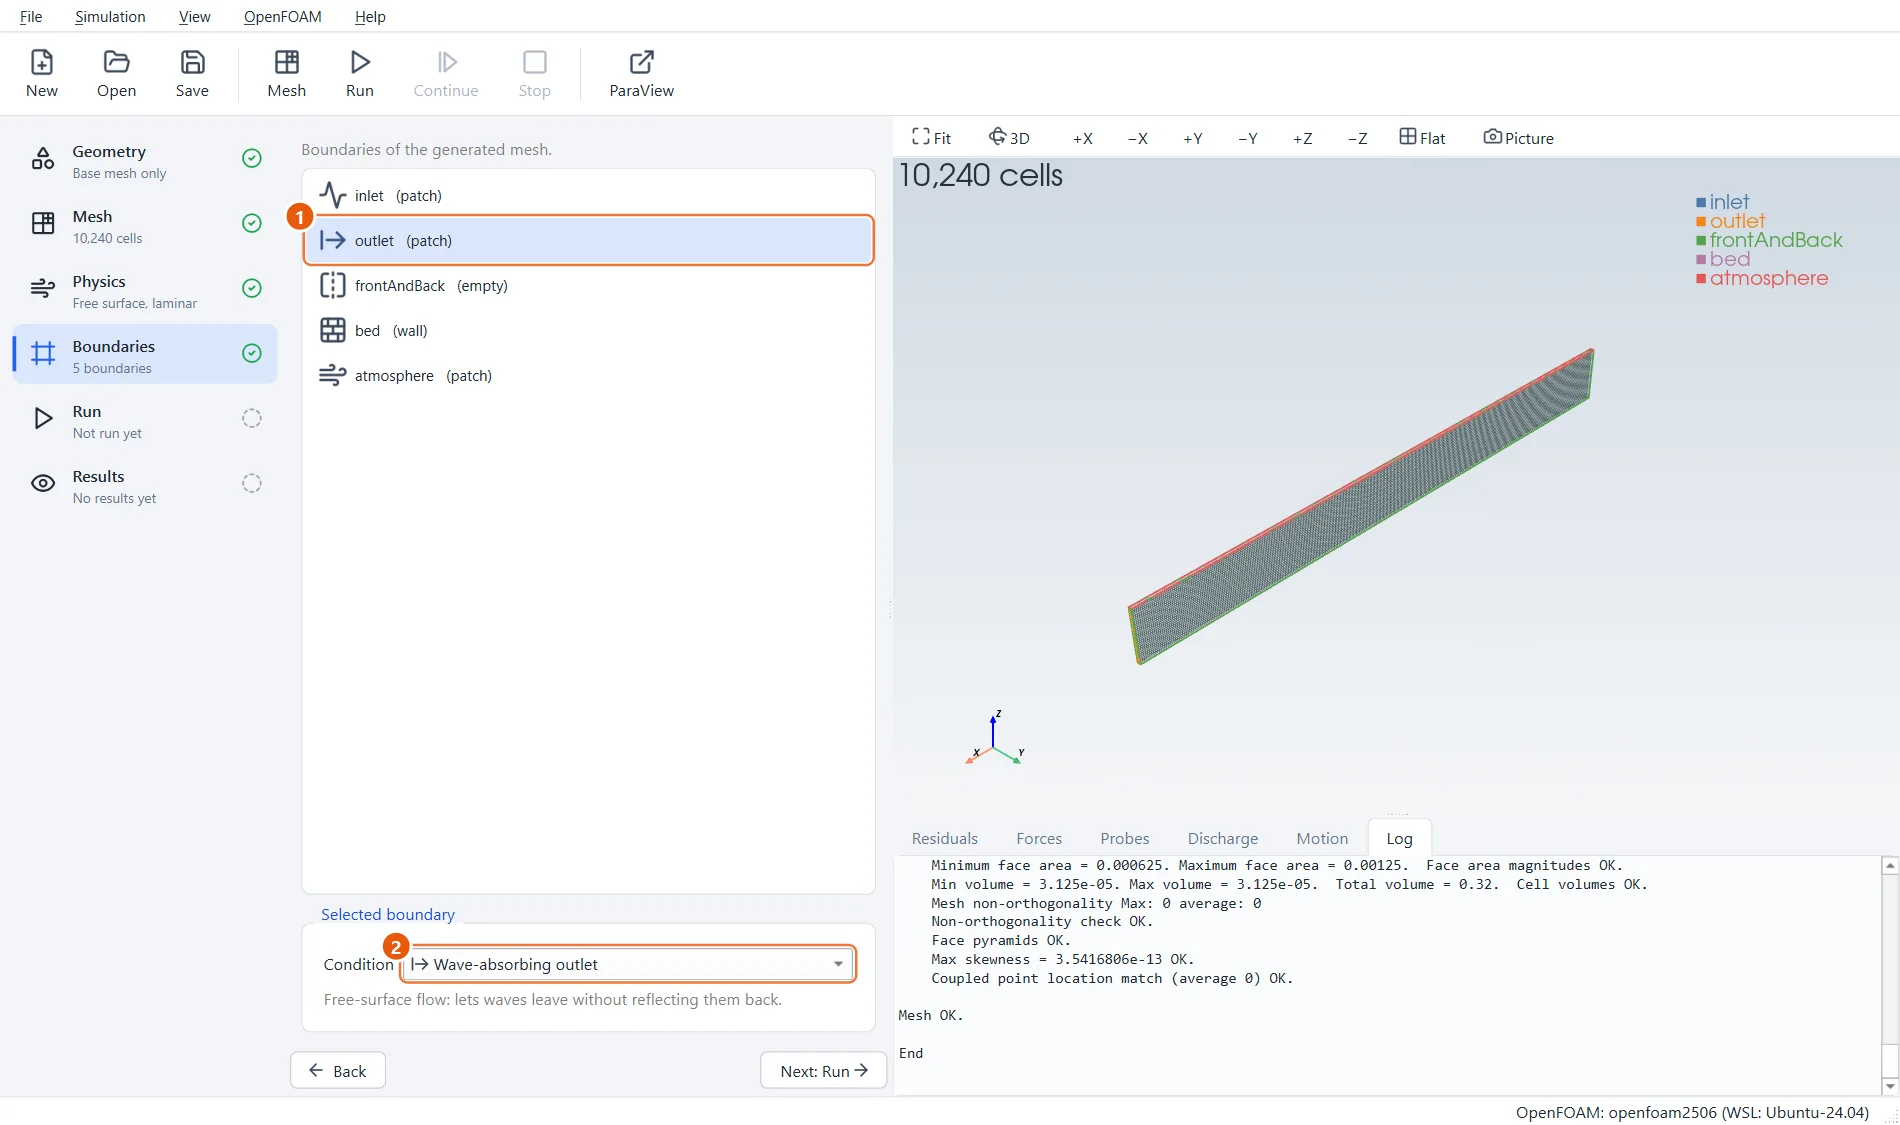 File Simulation View OpenFOAM Help
New Open Save Mesh Run Continue Stop ParaView
Geometry
Base mesh only
Mesh
10,240 cells
Physics
Free surface, laminar
Boundaries
5 boundaries
Run
Not run yet
Results
No results yet
Boundaries of the generated mesh.
inlet (patch)
1
outlet (patch)
frontAndBack (empty)
bed (wall)
atmosphere (patch)
Selected boundary
2
Condition Wave-absorbing outlet
Free-surface flow: lets waves leave without reflecting them back.
Back
Next: Run
Fit 3D +X −X +Y −Y +Z −Z Flat Picture
10,240 cells
inlet
outlet
frontAndBack
bed
atmosphere
Z
X
Y
Residuals Forces Probes Discharge Motion Log
Minimum face area = 0.000625. Maximum face area = 0.00125.  Face area magnitudes OK.
Min volume = 3.125e-05. Max volume = 3.125e-05.  Total volume = 0.32.  Cell volumes OK.
Mesh non-orthogonality Max: 0 average: 0
Non-orthogonality check OK.
Face pyramids OK.
Max skewness = 3.5416806e-13 OK.
Coupled point location match (average 0) OK.
Mesh OK.
End
OpenFOAM: openfoam2506 (WSL: Ubuntu-24.04)